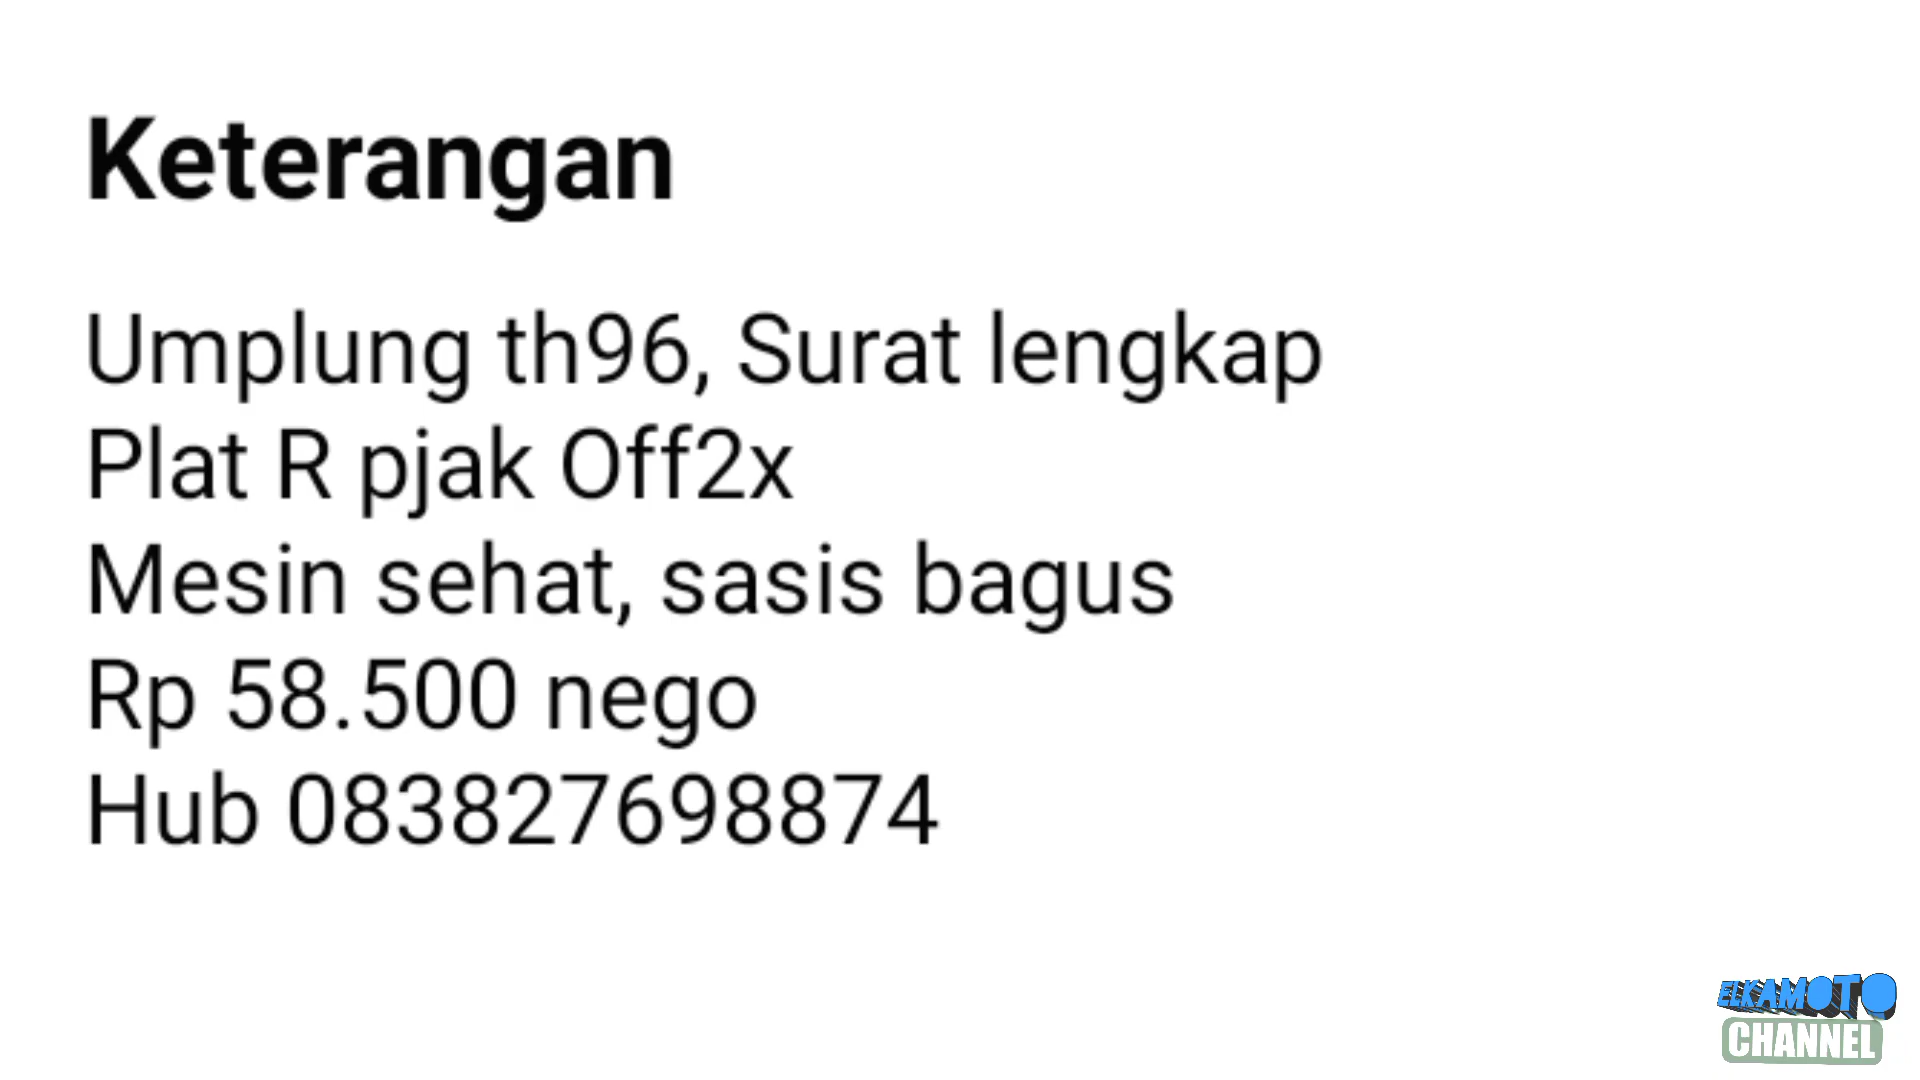 Keterangan
Umplung th96, Surat lengkap
Plat R pjak Off2x
Mesin sehat, sasis bagus
Rp 58.500 nego
Hub 083827698874
ELKAMOTO
CHANNEL